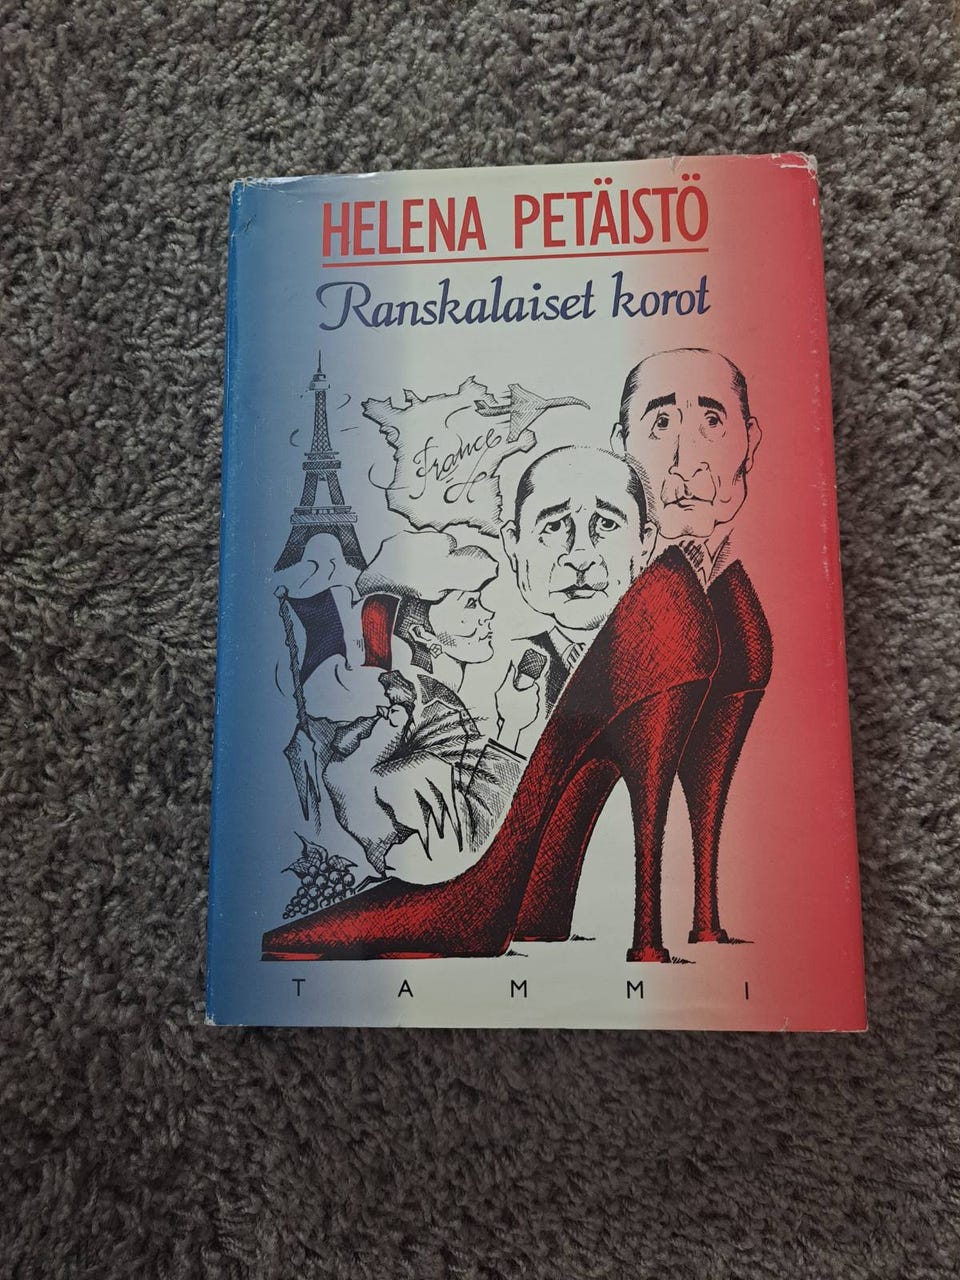 HELENA PETÄISTÖ
Ranskalaiset korot
France
TAMMI